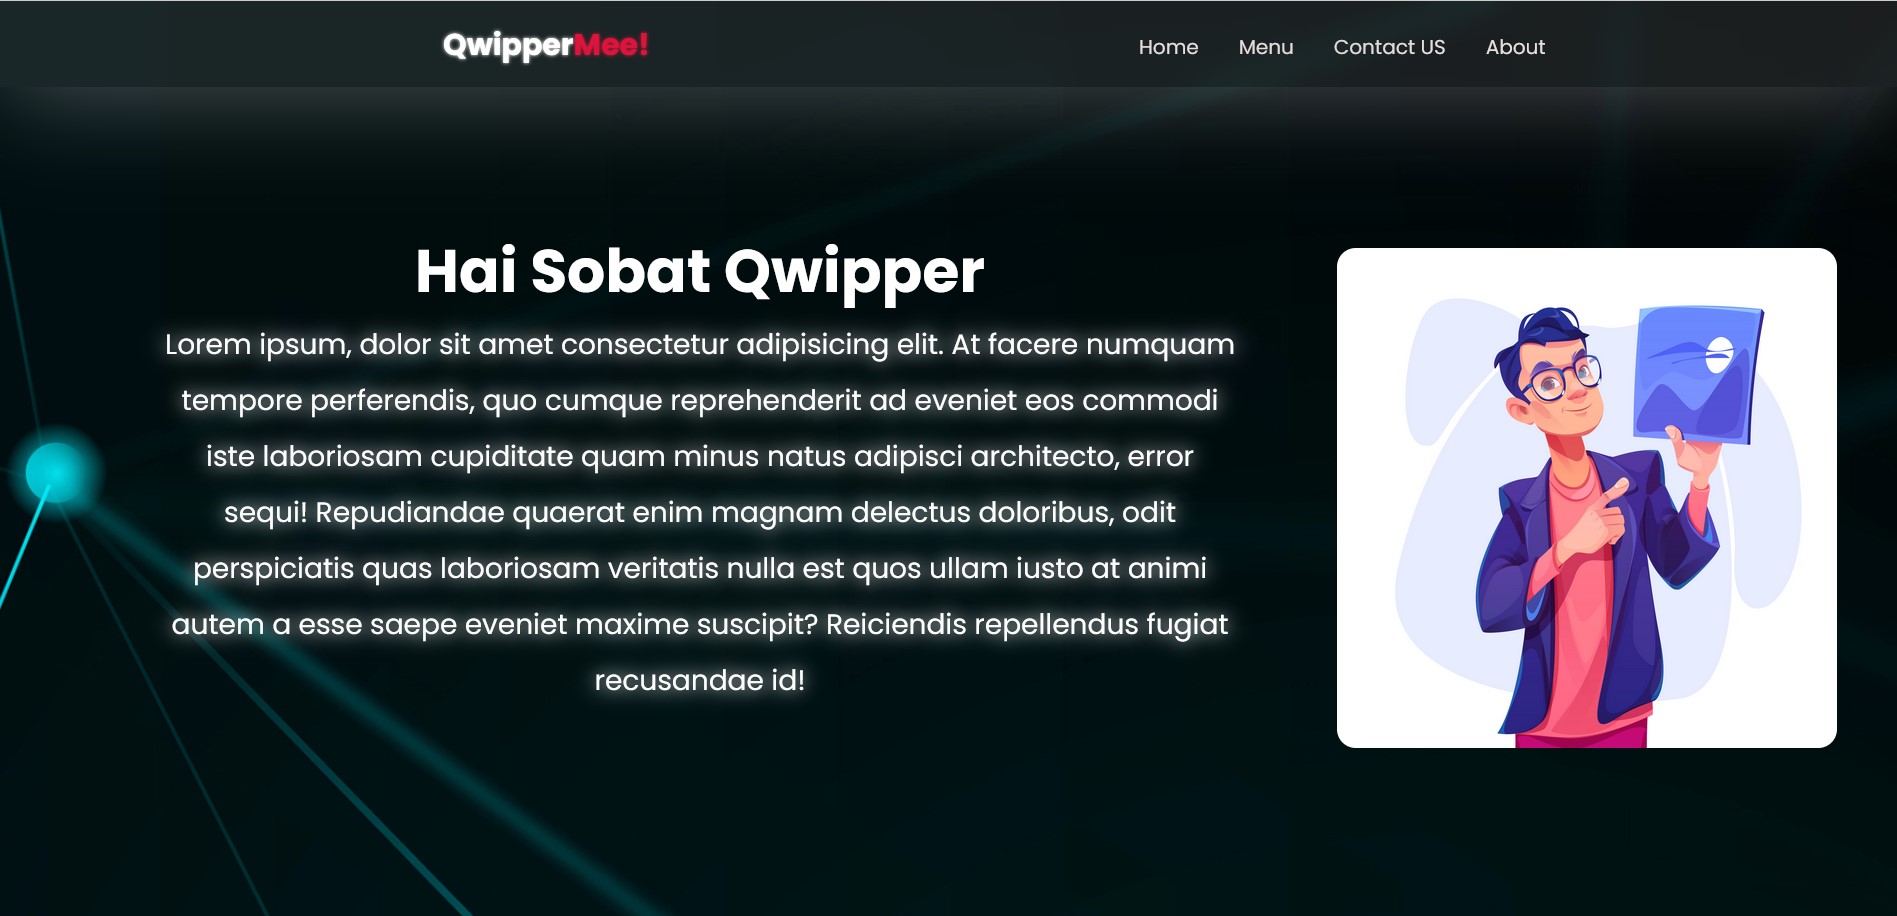 QwipperMee!
Home Menu Contact US About
Hai Sobat Qwipper
Lorem ipsum, dolor sit amet consectetur adipisicing elit. At facere numquam
tempore perferendis, quo cumque reprehenderit ad eveniet eos commodi
iste laboriosam cupiditate quam minus natus adipisci architecto, error
sequi! Repudiandae quaerat enim magnam delectus doloribus, odit
perspiciatis quas laboriosam veritatis nulla est quos ullam iusto at animi
autem a esse saepe eveniet maxime suscipit? Reiciendis repellendus fugiat
recusandae id!